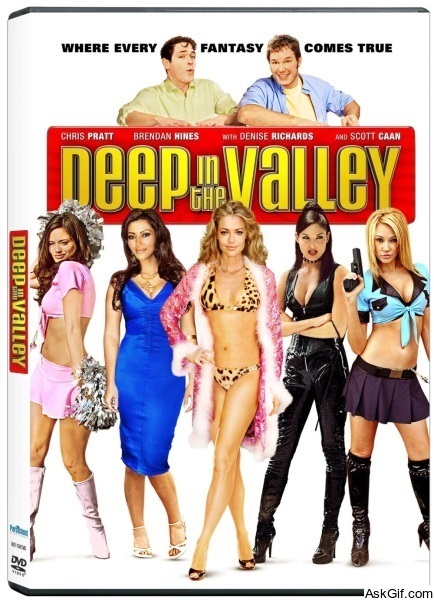 WHERE EVERY FANTASY COMES TRUE
CHRIS PRATT BRENDAN HINES WITH DENISE RICHARDS AND SCOTT CAAN
DEEP IN THE VALLEY
DEEP IN THE VALLEY
DVD
VIDEO
AskGif.com